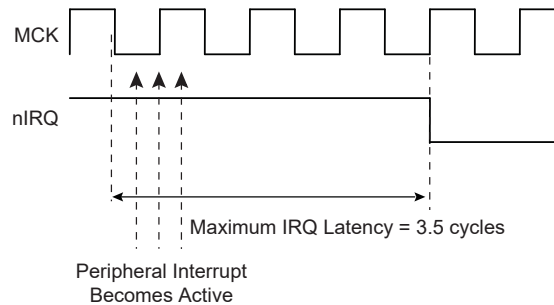 MCK
nIRQ
Maximum IRQ Latency = 3.5 cycles
Peripheral Interrupt
Becomes Active